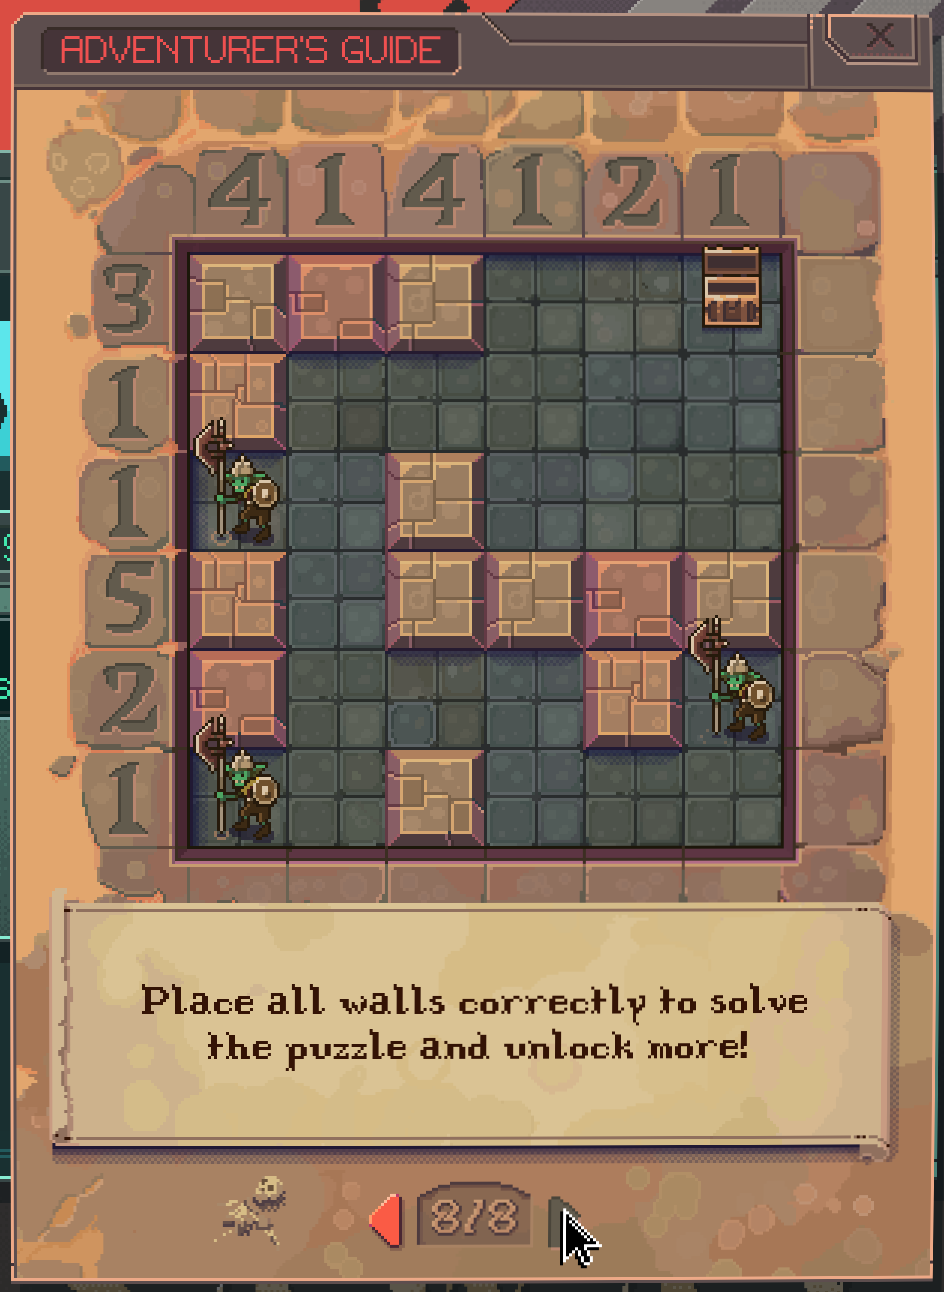 ADVENTURER'S GUIDE
X
4 1 4 1 2 1
3
1
1
5
2
1
Place all walls correctly to solve
the puzzle and unlock more!
8/8